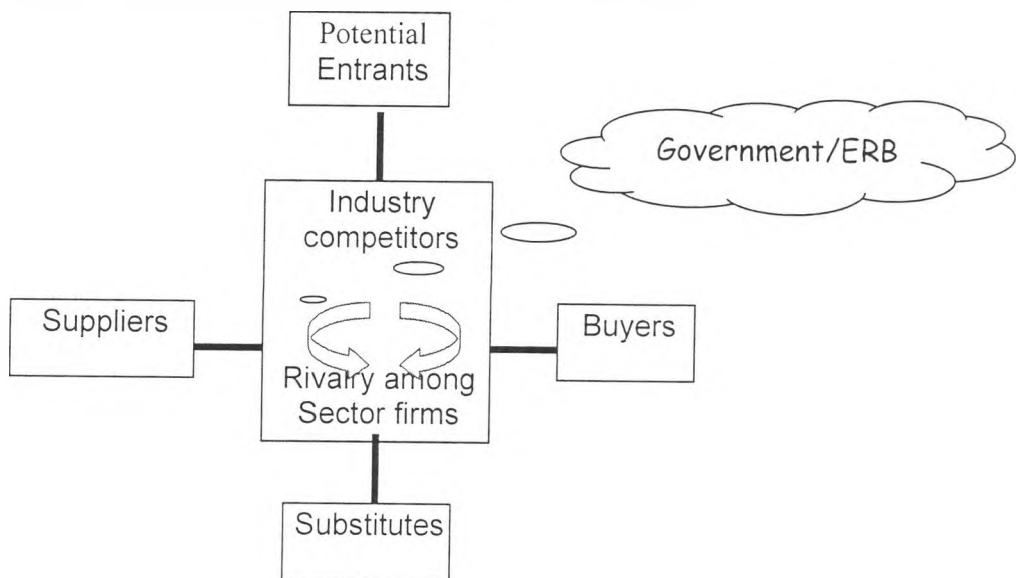 Potential
Entrants
Government/ERB
Industry
competitors
Suppliers
Buyers
Rivalry among
Sector firms
Substitutes